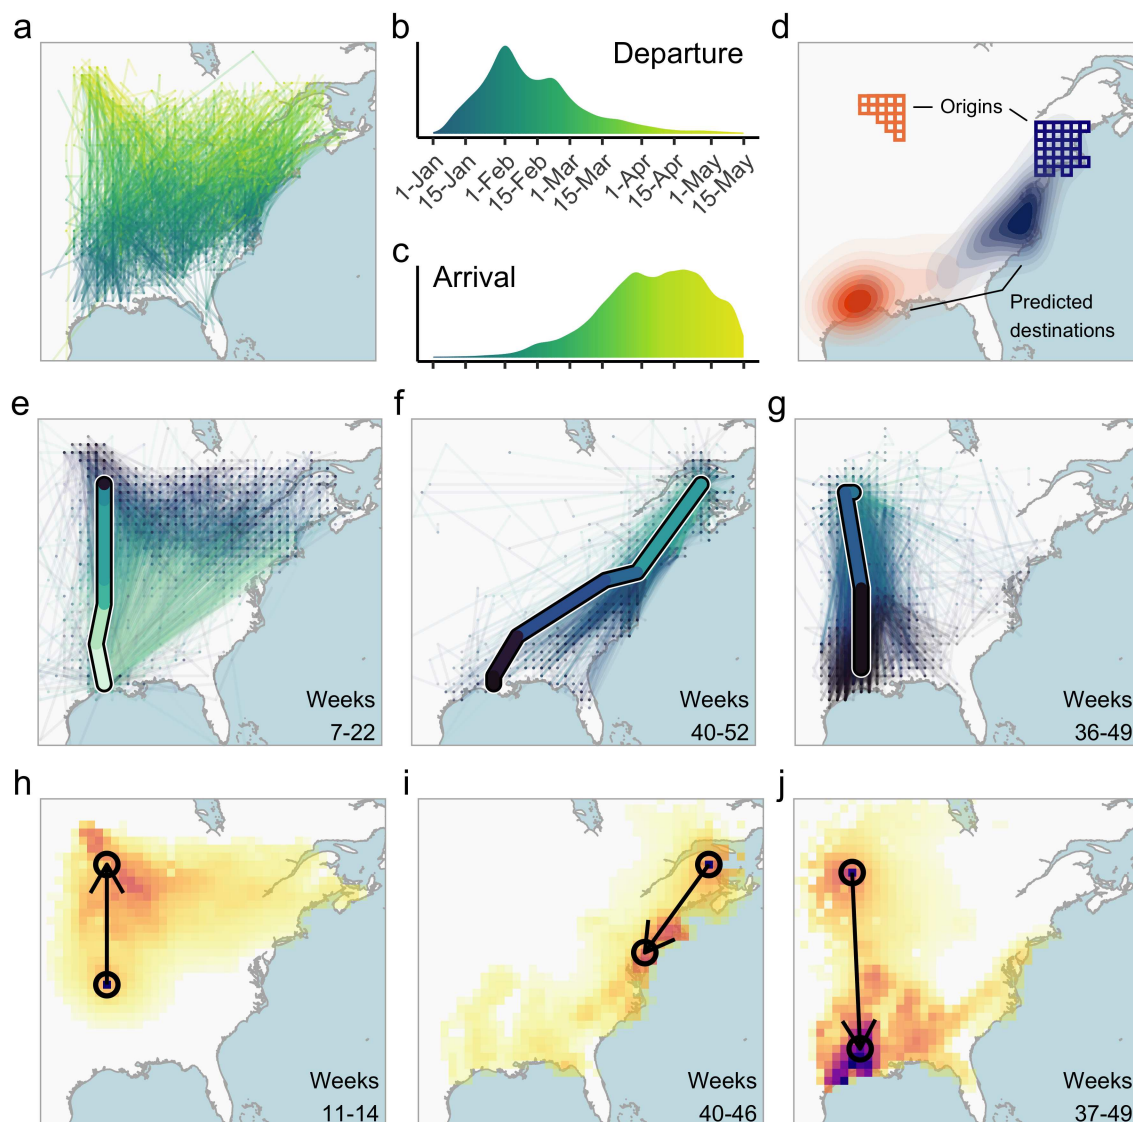 a
b
Departure
1-Jan
15-Jan
1-Feb
15-Feb
1-Mar
15-Mar
1-Apr
15-Apr
1-May
15-May
c
Arrival
d
Origins
Predicted
destinations
e
Weeks
7-22
f
Weeks
40-52
g
Weeks
36-49
h
Weeks
11-14
i
Weeks
40-46
j
Weeks
37-49